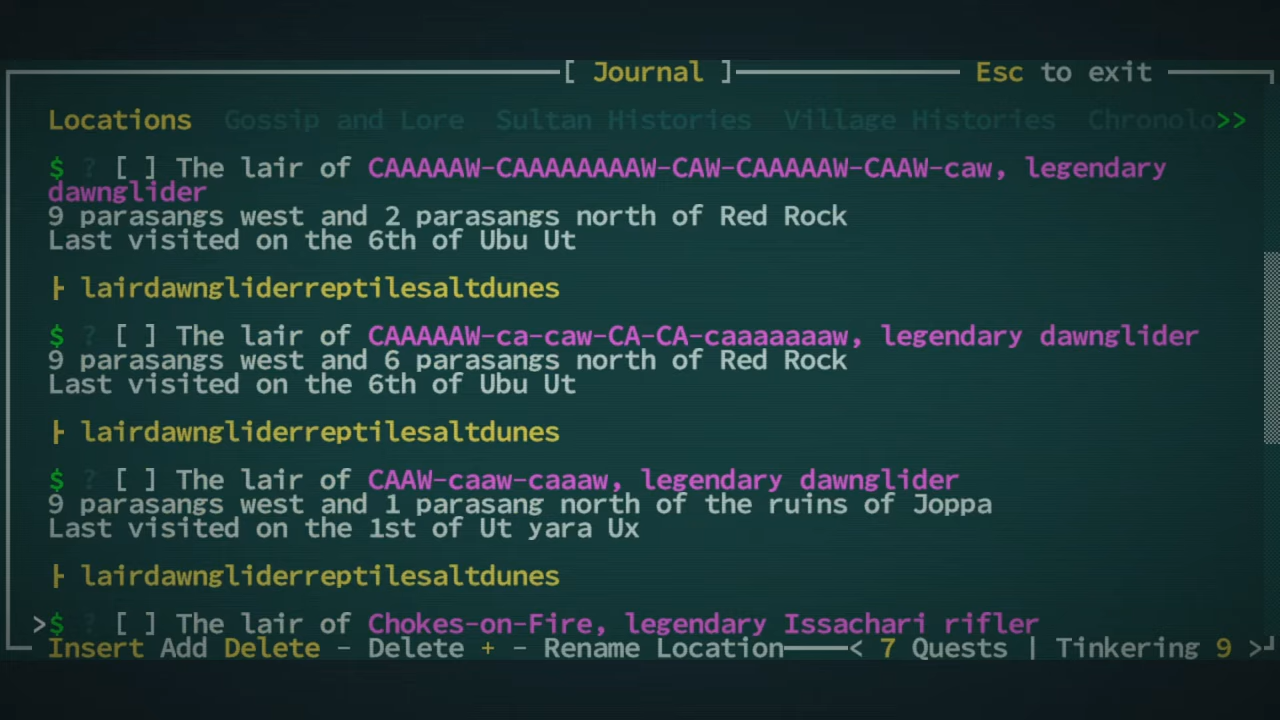 [ Journal ] Esc to exit
Locations Gossip and Lore Sultan Histories Village Histories Chronolo>>
$ ? [ ] The lair of CAAAAAW-CAAAAAAAAW-CAW-CAAAAAW-CAAW-caw, legendary
dawnglider
9 parasangs west and 2 parasangs north of Red Rock
Last visited on the 6th of Ubu Ut
├ lairdawngliderreptilesaltdunes
$ ? [ ] The lair of CAAAAAW-ca-caw-CA-CA-caaaaaaaw, legendary dawnglider
9 parasangs west and 6 parasangs north of Red Rock
Last visited on the 6th of Ubu Ut
├ lairdawngliderreptilesaltdunes
$ ? [ ] The lair of CAAW-caaw-caaaw, legendary dawnglider
9 parasangs west and 1 parasang north of the ruins of Joppa
Last visited on the 1st of Ut yara Ux
├ lairdawngliderreptilesaltdunes
>$ ? [ ] The lair of Chokes-on-Fire, legendary Issachari rifler
Insert Add Delete - Delete + - Rename Location < 7 Quests | Tinkering 9 >